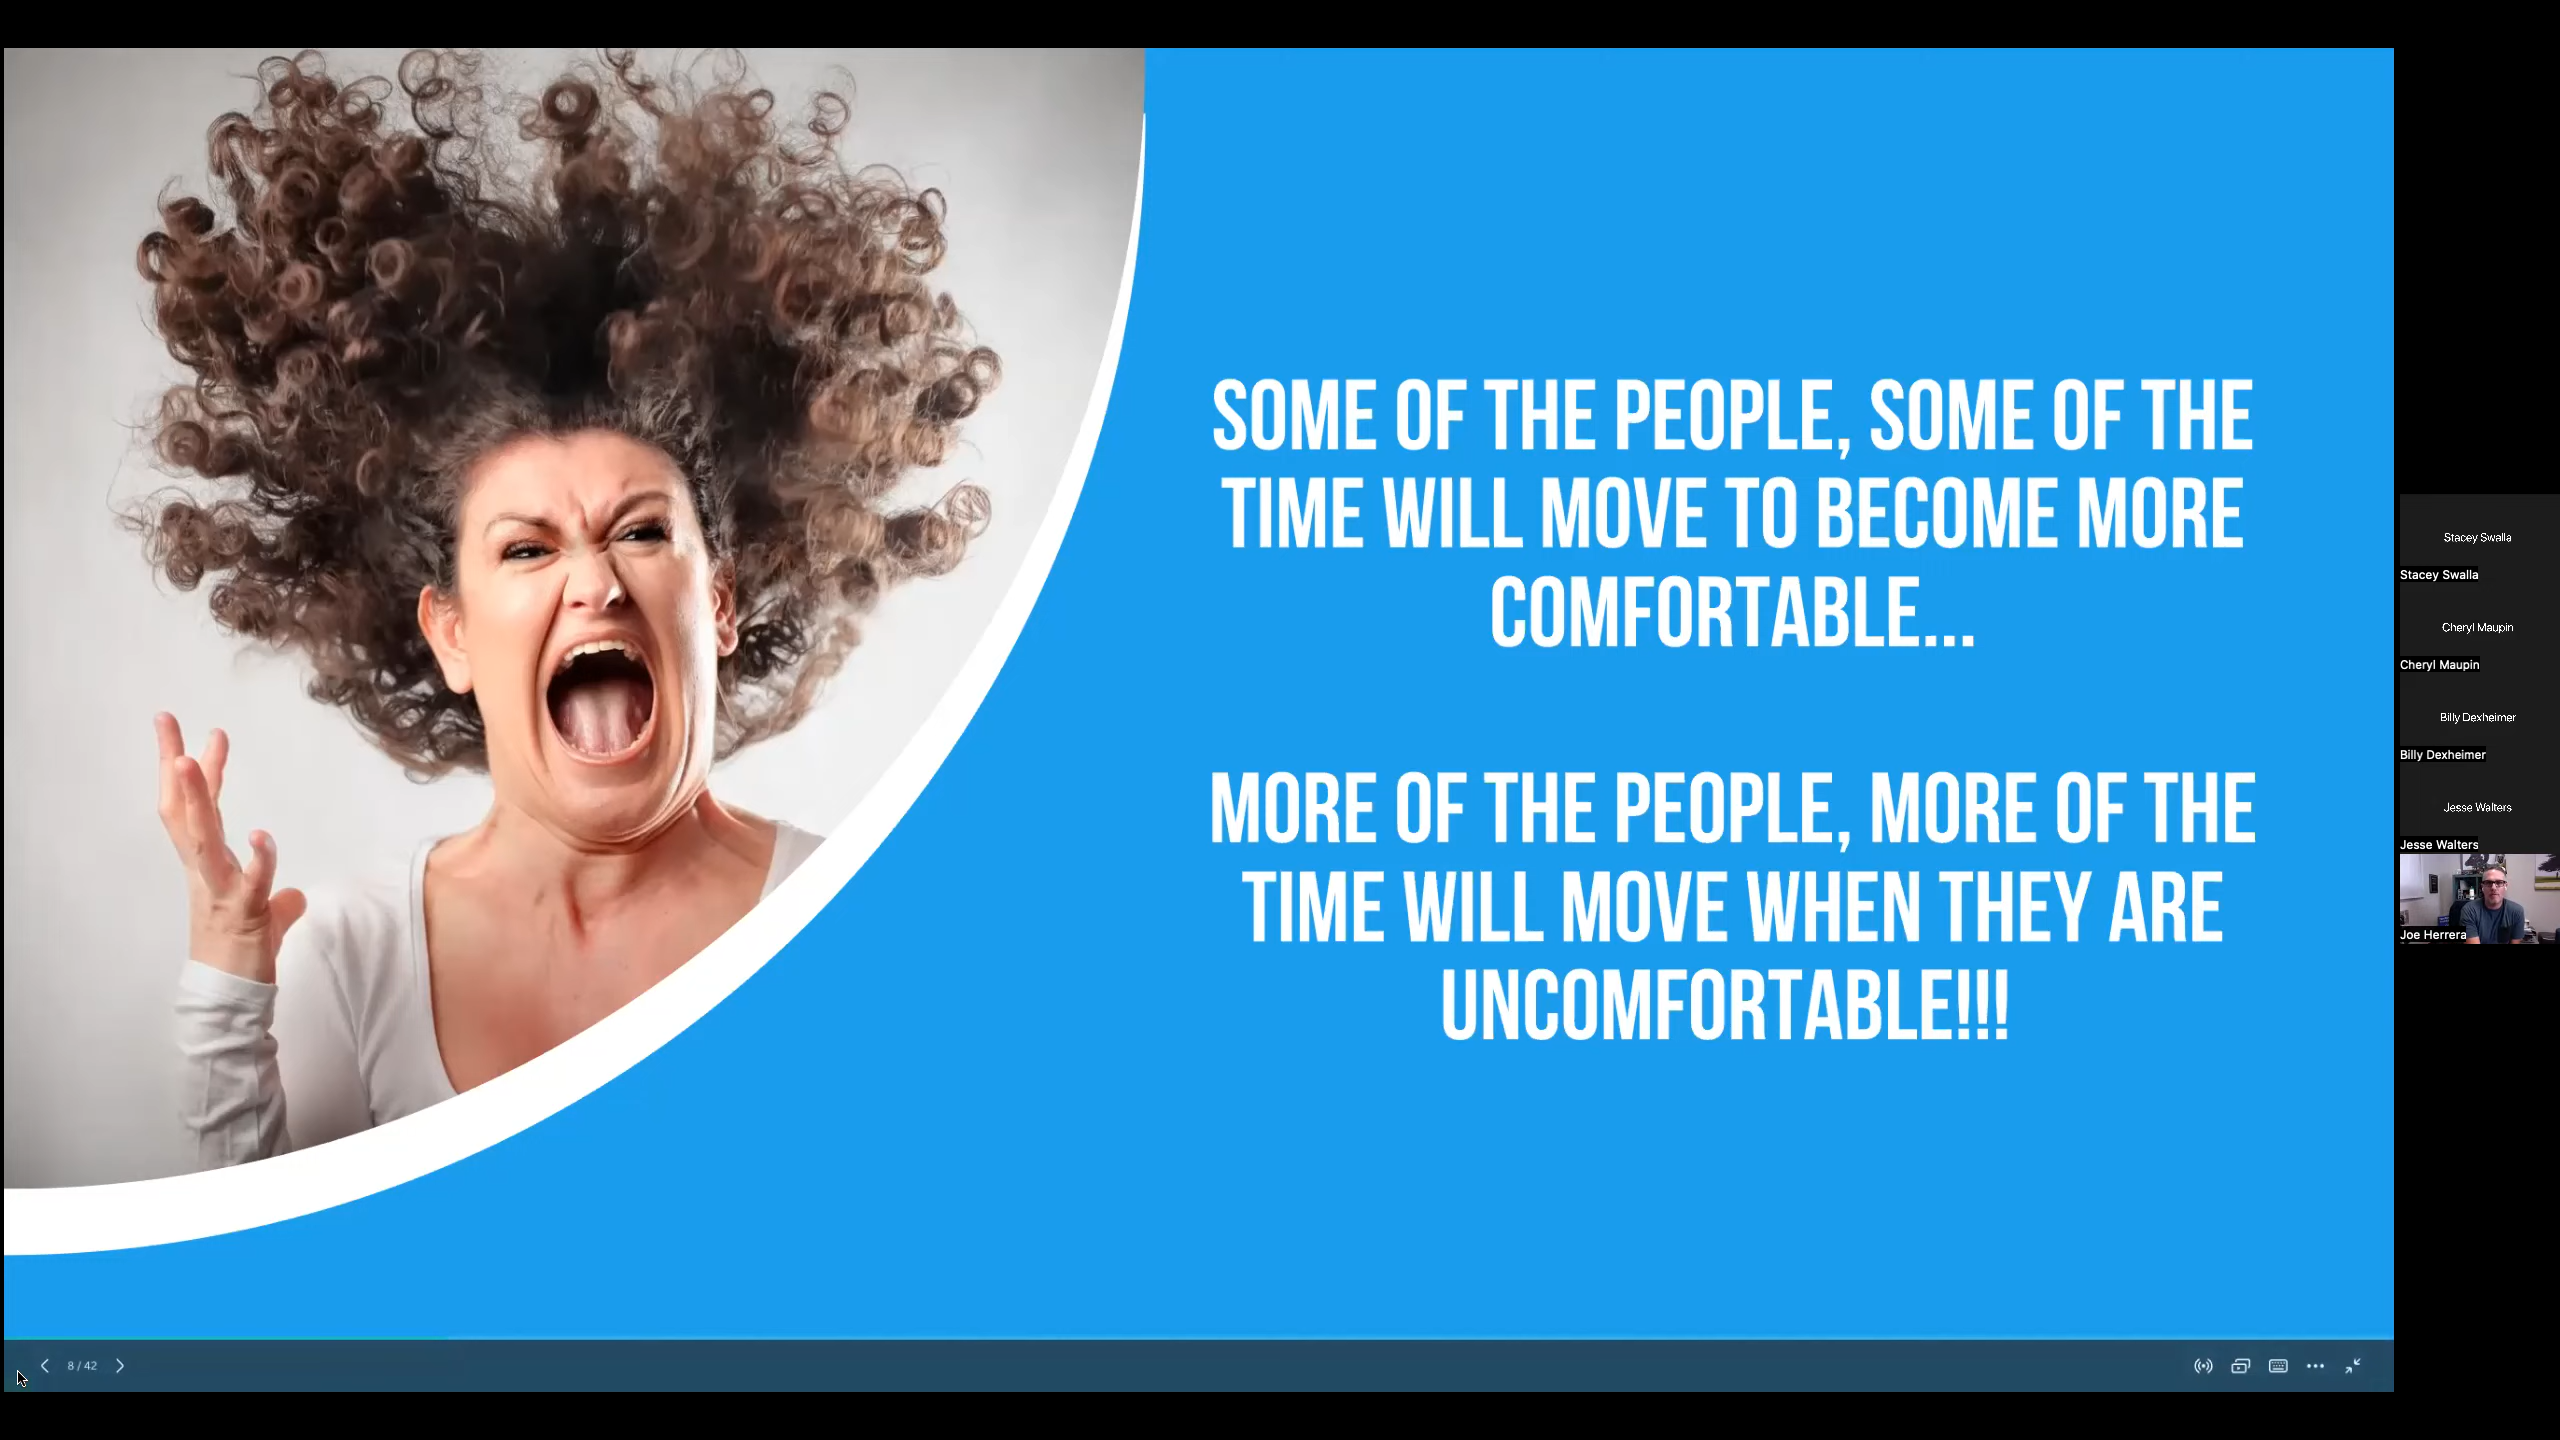 SOME OF THE PEOPLE, SOME OF THE
TIME WILL MOVE TO BECOME MORE
COMFORTABLE...
MORE OF THE PEOPLE, MORE OF THE
TIME WILL MOVE WHEN THEY ARE
UNCOMFORTABLE!!!
Stacey Swalla
Stacey Swalla
Cheryl Maupin
Cheryl Maupin
Billy Dexheimer
Billy Dexheimer
Jesse Walters
Jesse Walters
Joe Herrera
8 / 42